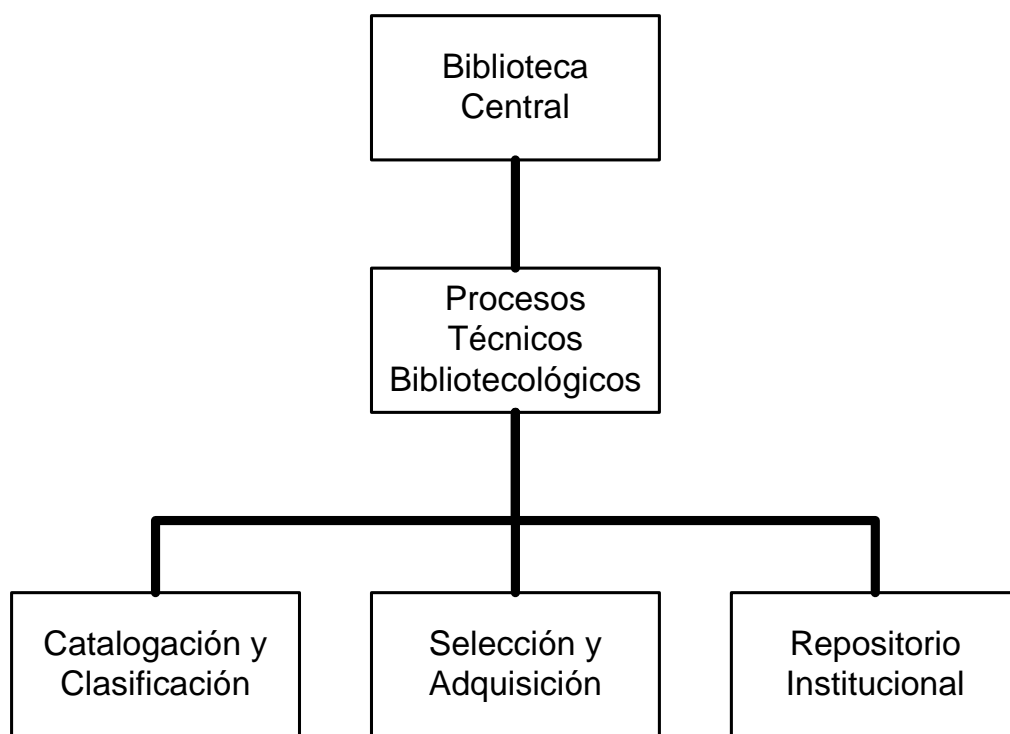 Biblioteca
Central
Procesos
Técnicos
Bibliotecológicos
Catalogación y
Clasificación
Selección y
Adquisición
Repositorio
Institucional